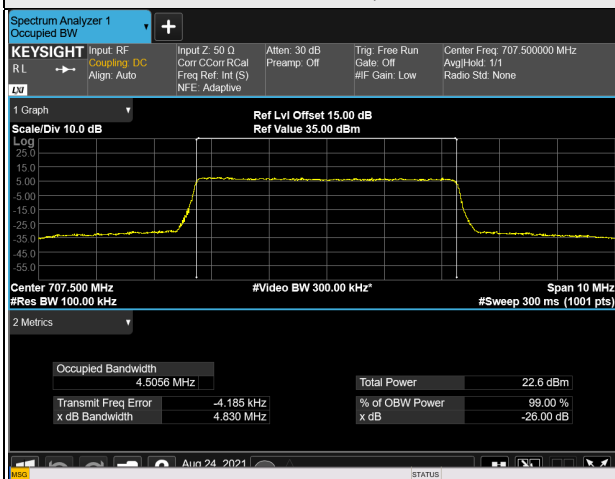 Spectrum Analyzer 1
Occupied BW
KEYSIGHT
RL
LXI
Input: RF
Coupling: DC
Align: Auto
Input Z: 50 Ω
Corr CCorr RCal
Freq Ref: Int (S)
NFE: Adaptive
Atten: 30 dB
Preamp: Off
Trig: Free Run
Gate: Off
#IF Gain: Low
Center Freq: 707.500000 MHz
Avg|Hold: 1/1
Radio Std: None
1 Graph
Scale/Div 10.0 dB
Ref Lvl Offset 15.00 dB
Ref Value 35.00 dBm
Log
25.0
15.0
5.00
-5.00
-15.0
-25.0
-35.0
-45.0
-55.0
Center 707.500 MHz
#Res BW 100.00 kHz
#Video BW 300.00 kHz*
Span 10 MHz
#Sweep 300 ms (1001 pts)
2 Metrics
Occupied Bandwidth
4.5056 MHz
Transmit Freq Error -4.185 kHz
x dB Bandwidth 4.830 MHz
Total Power 22.6 dBm
% of OBW Power 99.00 %
x dB -26.00 dB
Aug 24, 2021
MSG
STATUS